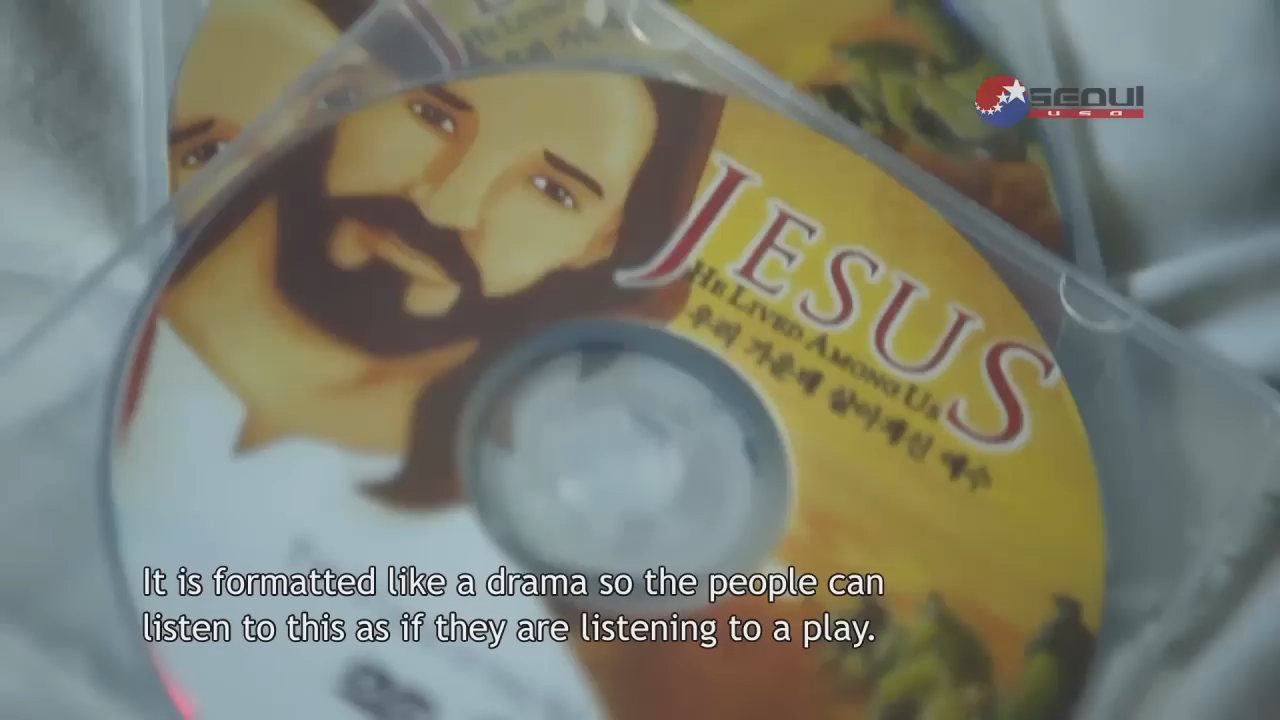 SEOUL
USA
JESUS
HE LIVED AMONG US
우리 가운데 살아계신 예수
It is formatted like a drama so the people can
listen to this as if they are listening to a play.